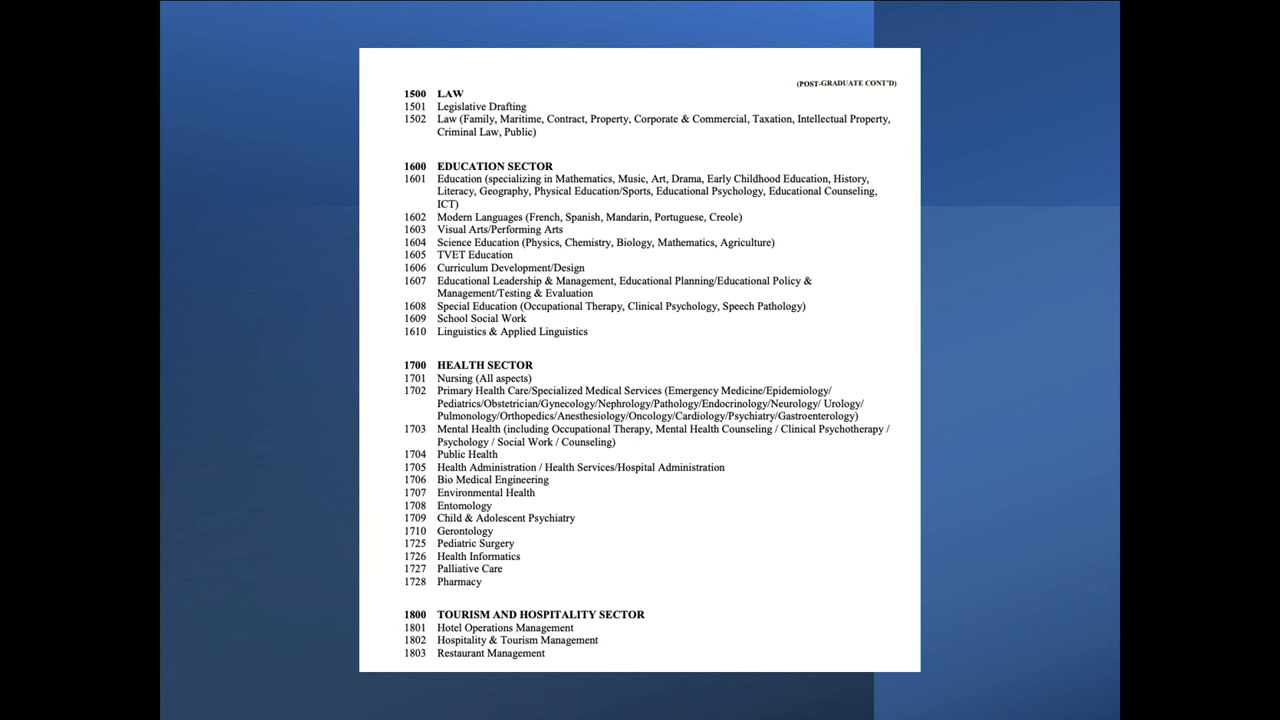 (POST-GRADUATE CONT'D)
1500 LAW
1501 Legislative Drafting
1502 Law (Family, Maritime, Contract, Property, Corporate & Commercial, Taxation, Intellectual Property,
Criminal Law, Public)
1600 EDUCATION SECTOR
1601 Education (specializing in Mathematics, Music, Art, Drama, Early Childhood Education, History,
Literacy, Geography, Physical Education/Sports, Educational Psychology, Educational Counseling,
ICT)
1602 Modern Languages (French, Spanish, Mandarin, Portuguese, Creole)
1603 Visual Arts/Performing Arts
1604 Science Education (Physics, Chemistry, Biology, Mathematics, Agriculture)
1605 TVET Education
1606 Curriculum Development/Design
1607 Educational Leadership & Management, Educational Planning/Educational Policy &
Management/Testing & Evaluation
1608 Special Education (Occupational Therapy, Clinical Psychology, Speech Pathology)
1609 School Social Work
1610 Linguistics & Applied Linguistics
1700 HEALTH SECTOR
1701 Nursing (All aspects)
1702 Primary Health Care/Specialized Medical Services (Emergency Medicine/Epidemiology/
Pediatrics/Obstetrician/Gynecology/Nephrology/Pathology/Endocrinology/Neurology/ Urology/
Pulmonology/Orthopedics/Anesthesiology/Oncology/Cardiology/Psychiatry/Gastroenterology)
1703 Mental Health (including Occupational Therapy, Mental Health Counseling / Clinical Psychotherapy /
Psychology / Social Work / Counseling)
1704 Public Health
1705 Health Administration / Health Services/Hospital Administration
1706 Bio Medical Engineering
1707 Environmental Health
1708 Entomology
1709 Child & Adolescent Psychiatry
1710 Gerontology
1725 Pediatric Surgery
1726 Health Informatics
1727 Palliative Care
1728 Pharmacy
1800 TOURISM AND HOSPITALITY SECTOR
1801 Hotel Operations Management
1802 Hospitality & Tourism Management
1803 Restaurant Management